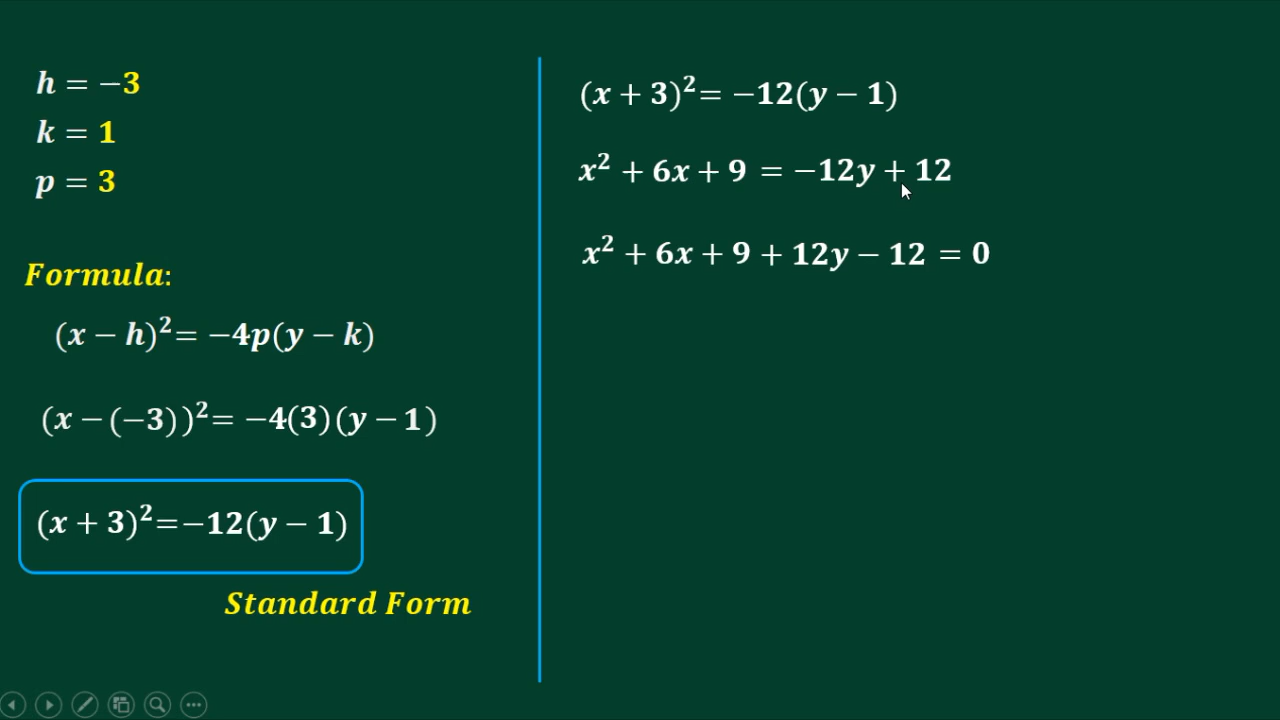 h = −3
k = 1
p = 3
Formula:
(x − h)² = −4p(y − k)
(x − (−3))² = −4(3)(y − 1)
(x + 3)² = −12(y − 1)
Standard Form
(x + 3)² = −12(y − 1)
x² + 6x + 9 = −12y + 12
x² + 6x + 9 + 12y − 12 = 0